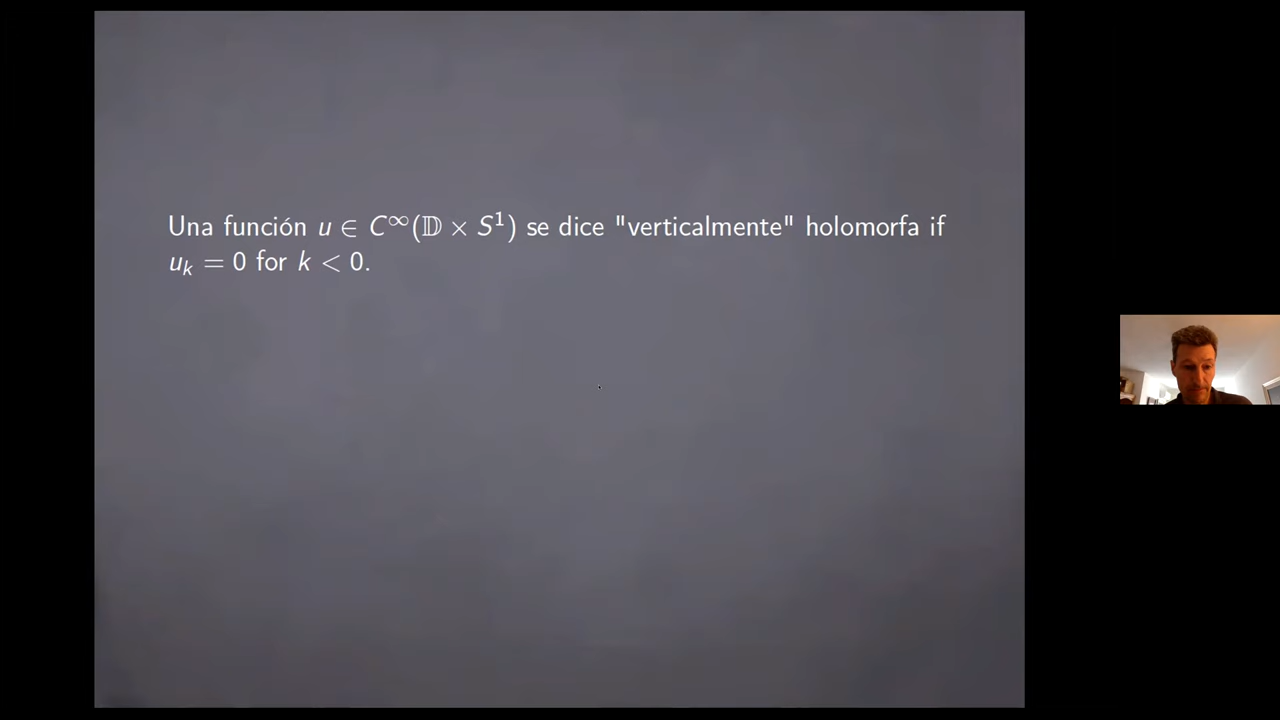 Una función u ∈ C^∞(𝔻 × S^1) se dice "verticalmente" holomorfa if
u_k = 0 for k < 0.